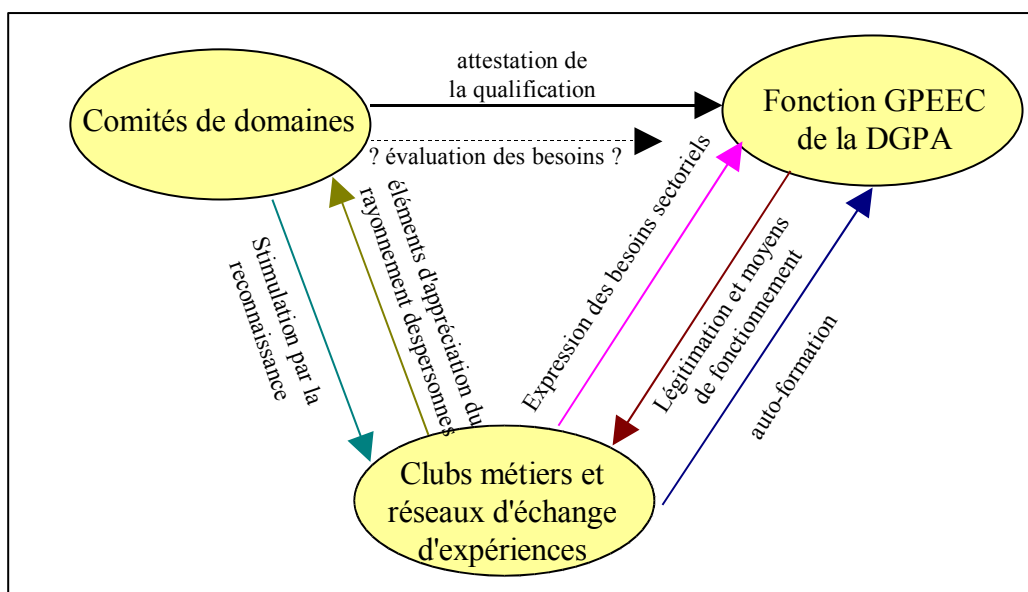 attestation de
la qualification
Comités de domaines
Fonction GPEEC
de la DGPA
? évaluation des besoins ?
Stimulation par la
reconnaissance
éléments d'appréciation du
rayonnement despersonnes
Expression des besoins sectoriels
Légitimation et moyens
de fonctionnement
auto-formation
Clubs métiers et
réseaux d'échange
d'expériences